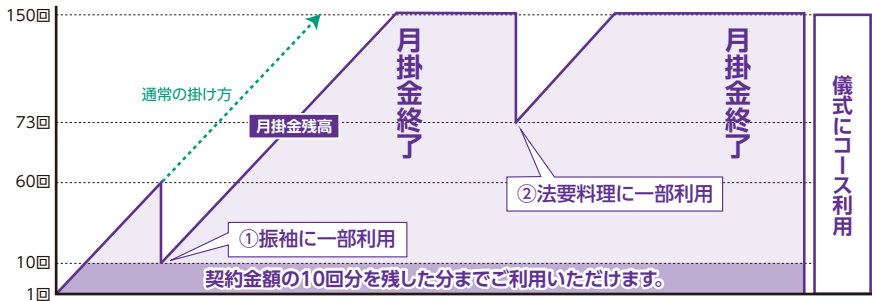 150回
月掛金終了
月掛金終了
通常の掛け方
月掛金残高
73回
儀式にコース利用
60回
②法要料理に一部利用
①振袖に一部利用
10回
契約金額の10回分を残した分までご利用いただけます。
1回